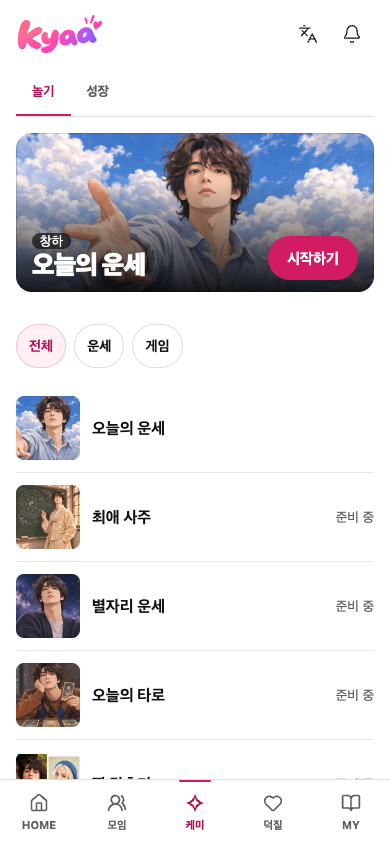 kyaa
놀기
성장
창하
오늘의 운세
시작하기
전체
운세
게임
오늘의 운세
최애 사주
준비 중
별자리 운세
준비 중
오늘의 타로
준비 중
HOME
모임
케미
덕질
MY